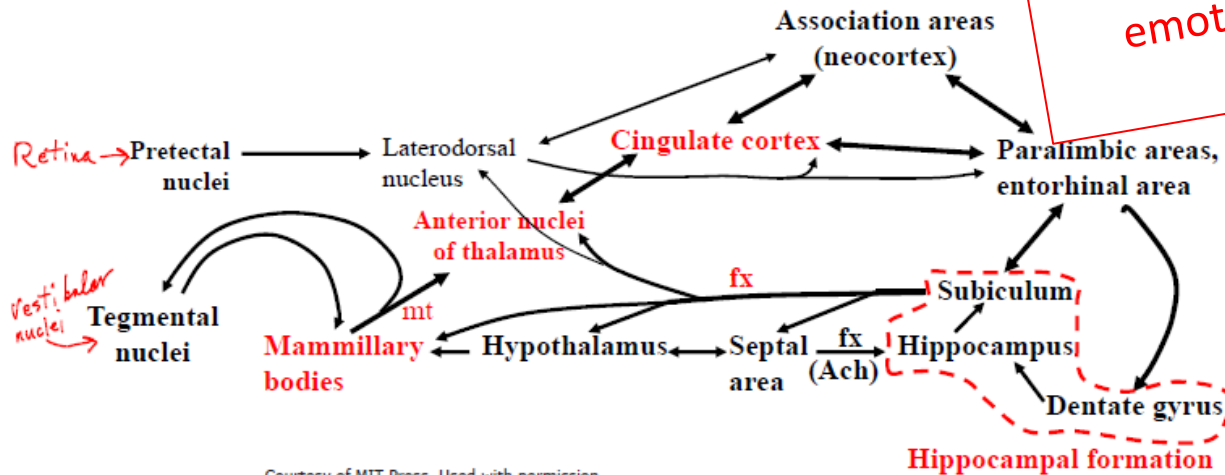 Association areas
(neocortex)
emot
Retina
Pretectal
nuclei
Laterodorsal
nucleus
Cingulate cortex
Paralimbic areas,
entorhinal area
Anterior nuclei
of thalamus
fx
mt
Vestibular
nuclei
Tegmental
nuclei
Mammillary
bodies
Hypothalamus
Septal
area
fx
(Ach)
Subiculum
Hippocampus
Dentate gyrus
Hippocampal formation
Courtesy of MIT Press. Used with permission.